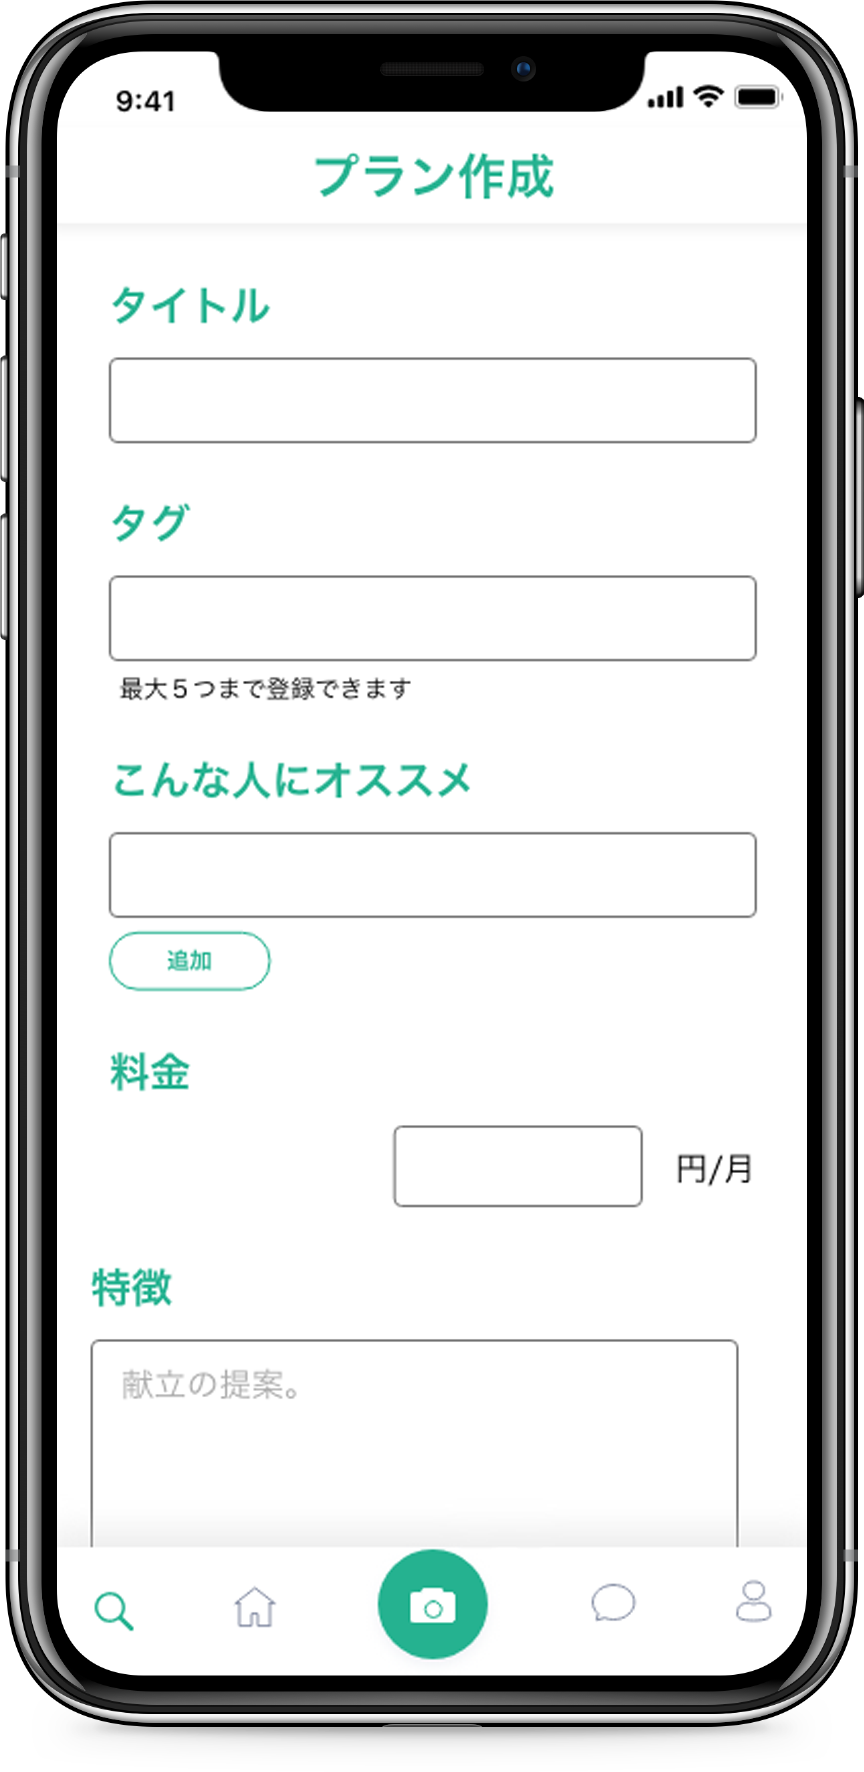 9:41
プラン作成
タイトル
タグ
最大５つまで登録できます
こんな人にオススメ
追加
料金
円/月
特徴
献立の提案。